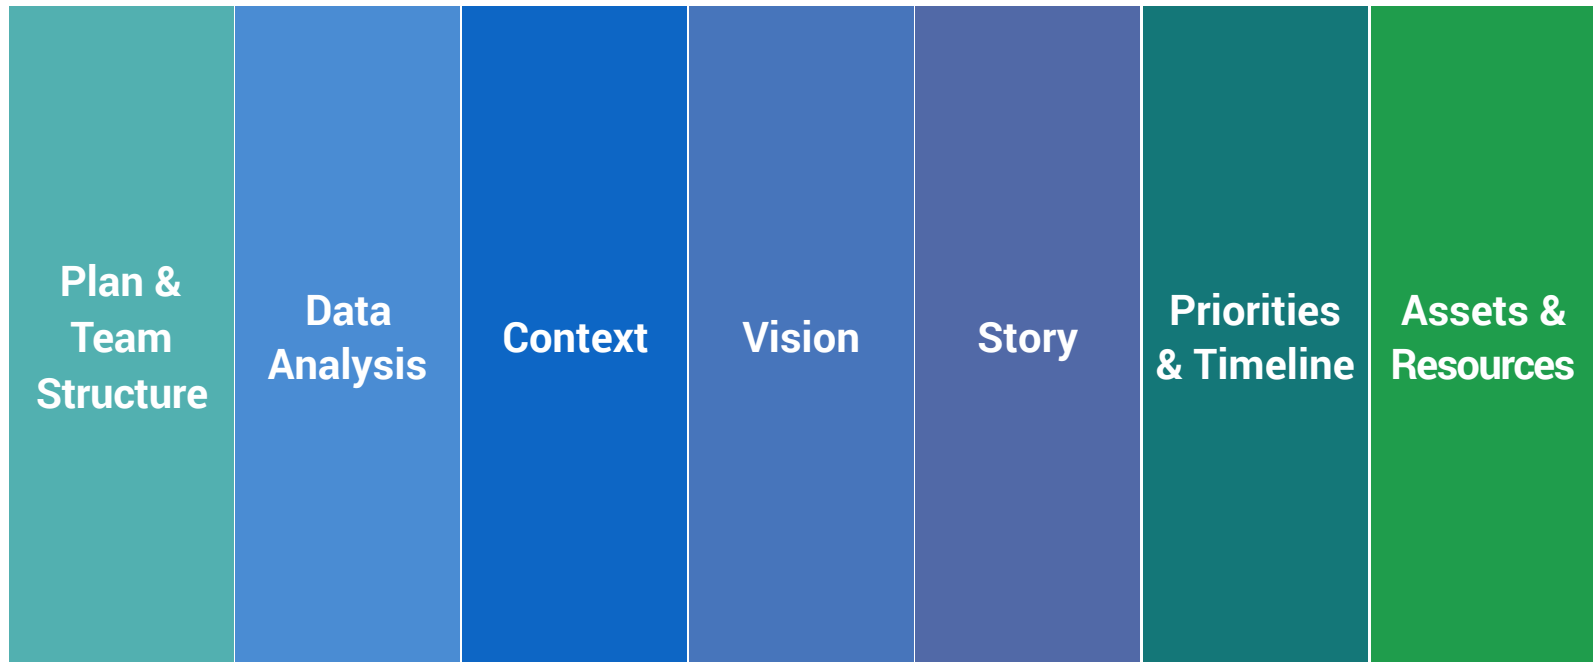 Plan &
Team
Structure
Data
Analysis
Context
Vision
Story
Priorities
& Timeline
Assets &
Resources